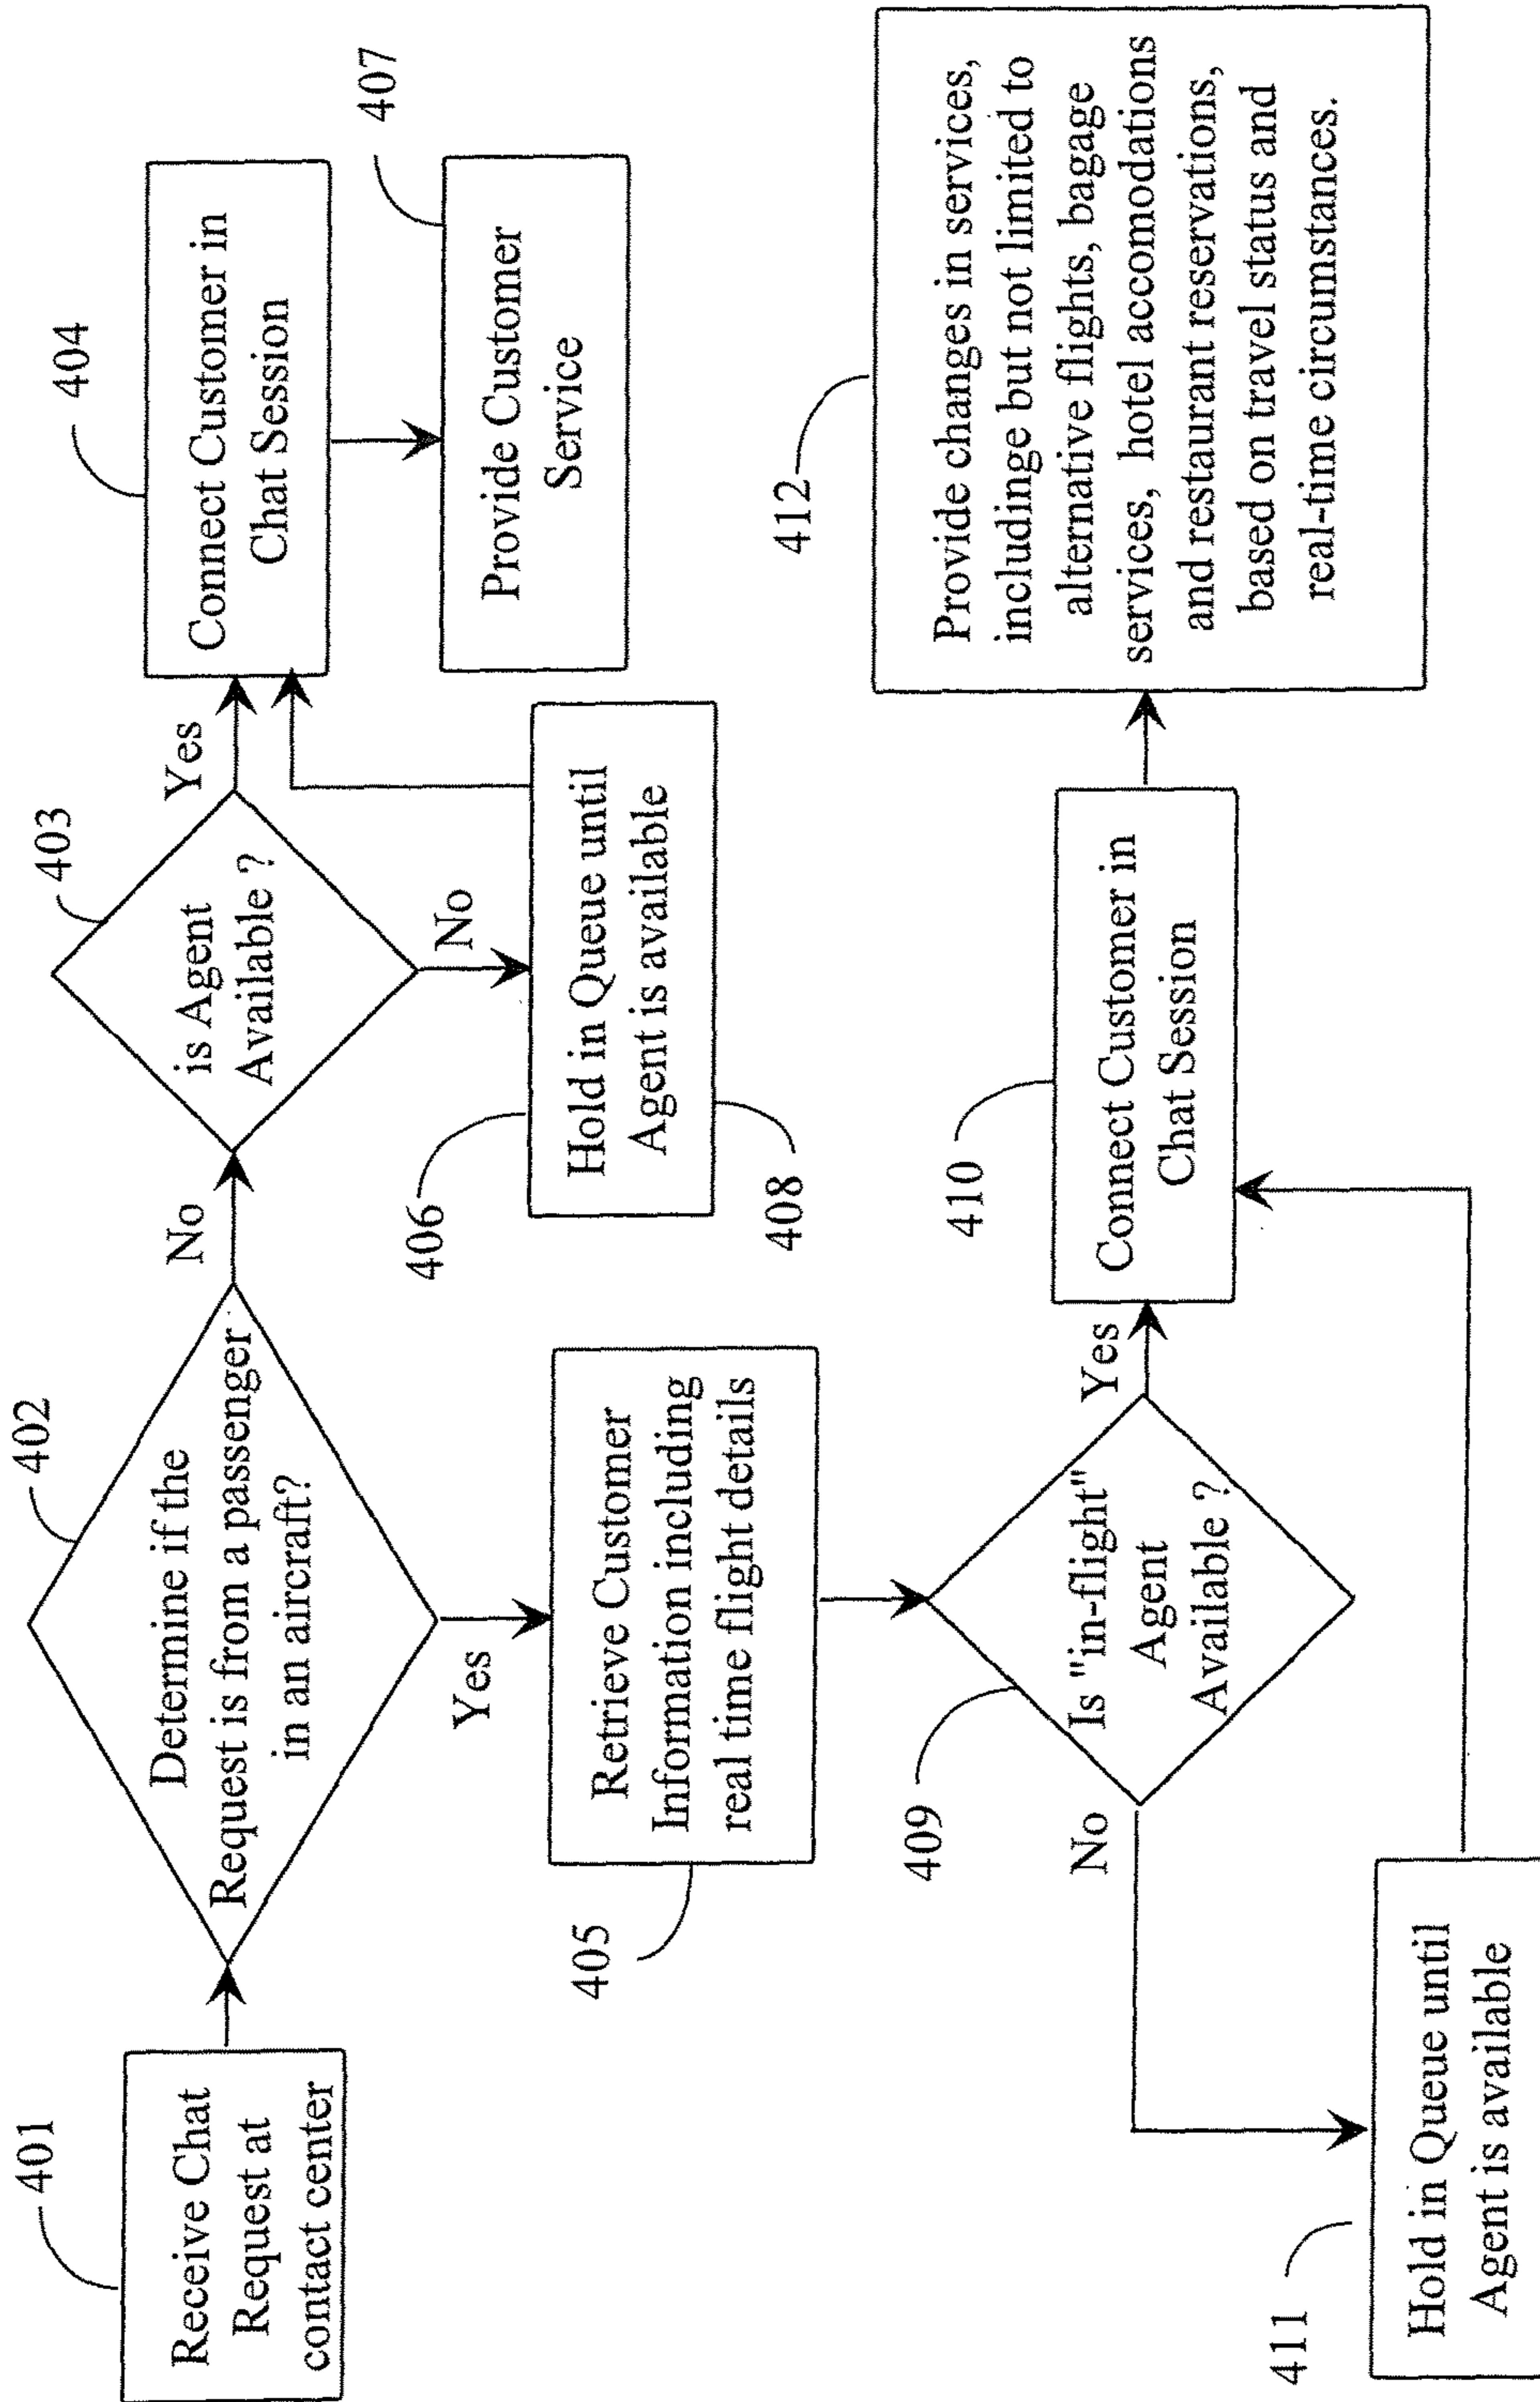 401
Receive Chat
Request at
contact center
402
Determine if the
Request is from a passenger
in an aircraft?
No
Yes
403
is Agent
Available ?
Yes
No
404
Connect Customer in
Chat Session
407
Provide Customer
Service
406
Hold in Queue until
Agent is available
408
405
Retrieve Customer
Information including
real time flight details
409
Is "in-flight"
Agent
Available ?
Yes
No
410
Connect Customer in
Chat Session
411
Hold in Queue until
Agent is available
412
Provide changes in services,
includinge but not limited to
alternative flights, bagage
services, hotel accomodations
and restaurant reservations,
based on travel status and
real-time circumstances.